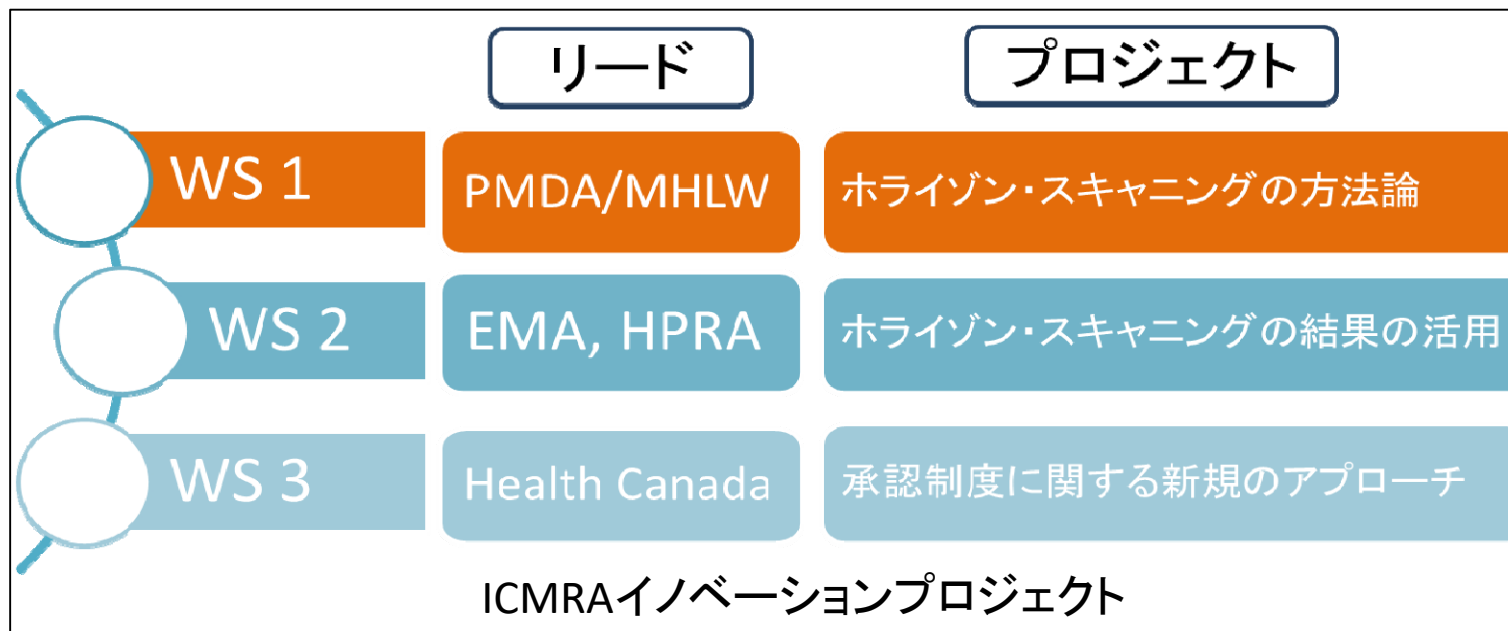 リード
プロジェクト
WS 1
PMDA/MHLW
ホライゾン・スキャニングの方法論
WS 2
EMA, HPRA
ホライゾン・スキャニングの結果の活用
WS 3
Health Canada
承認制度に関する新規のアプローチ
ICMRAイノベーションプロジェクト